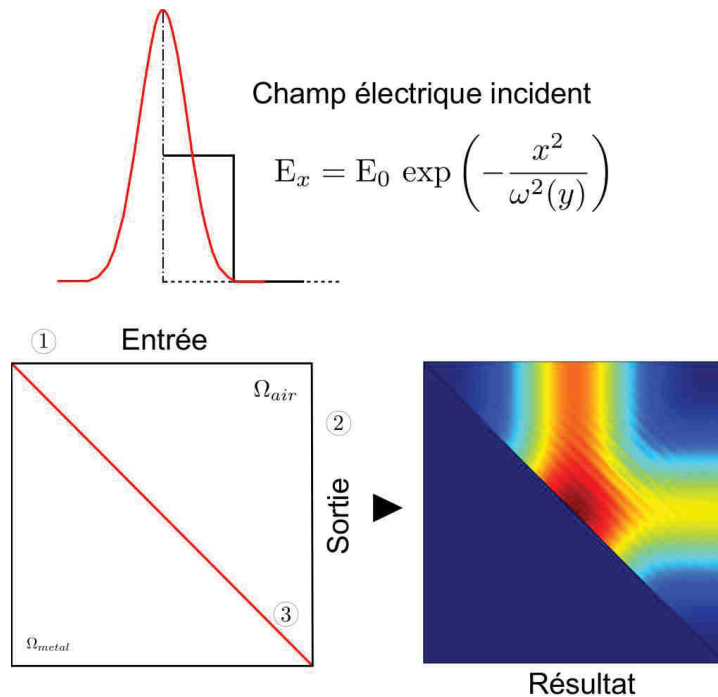 Champ électrique incident
E_x = E_0 exp(-x²/ω²(y))
① Entrée
Ω_air
②
Sortie
③
Ω_metal
Résultat